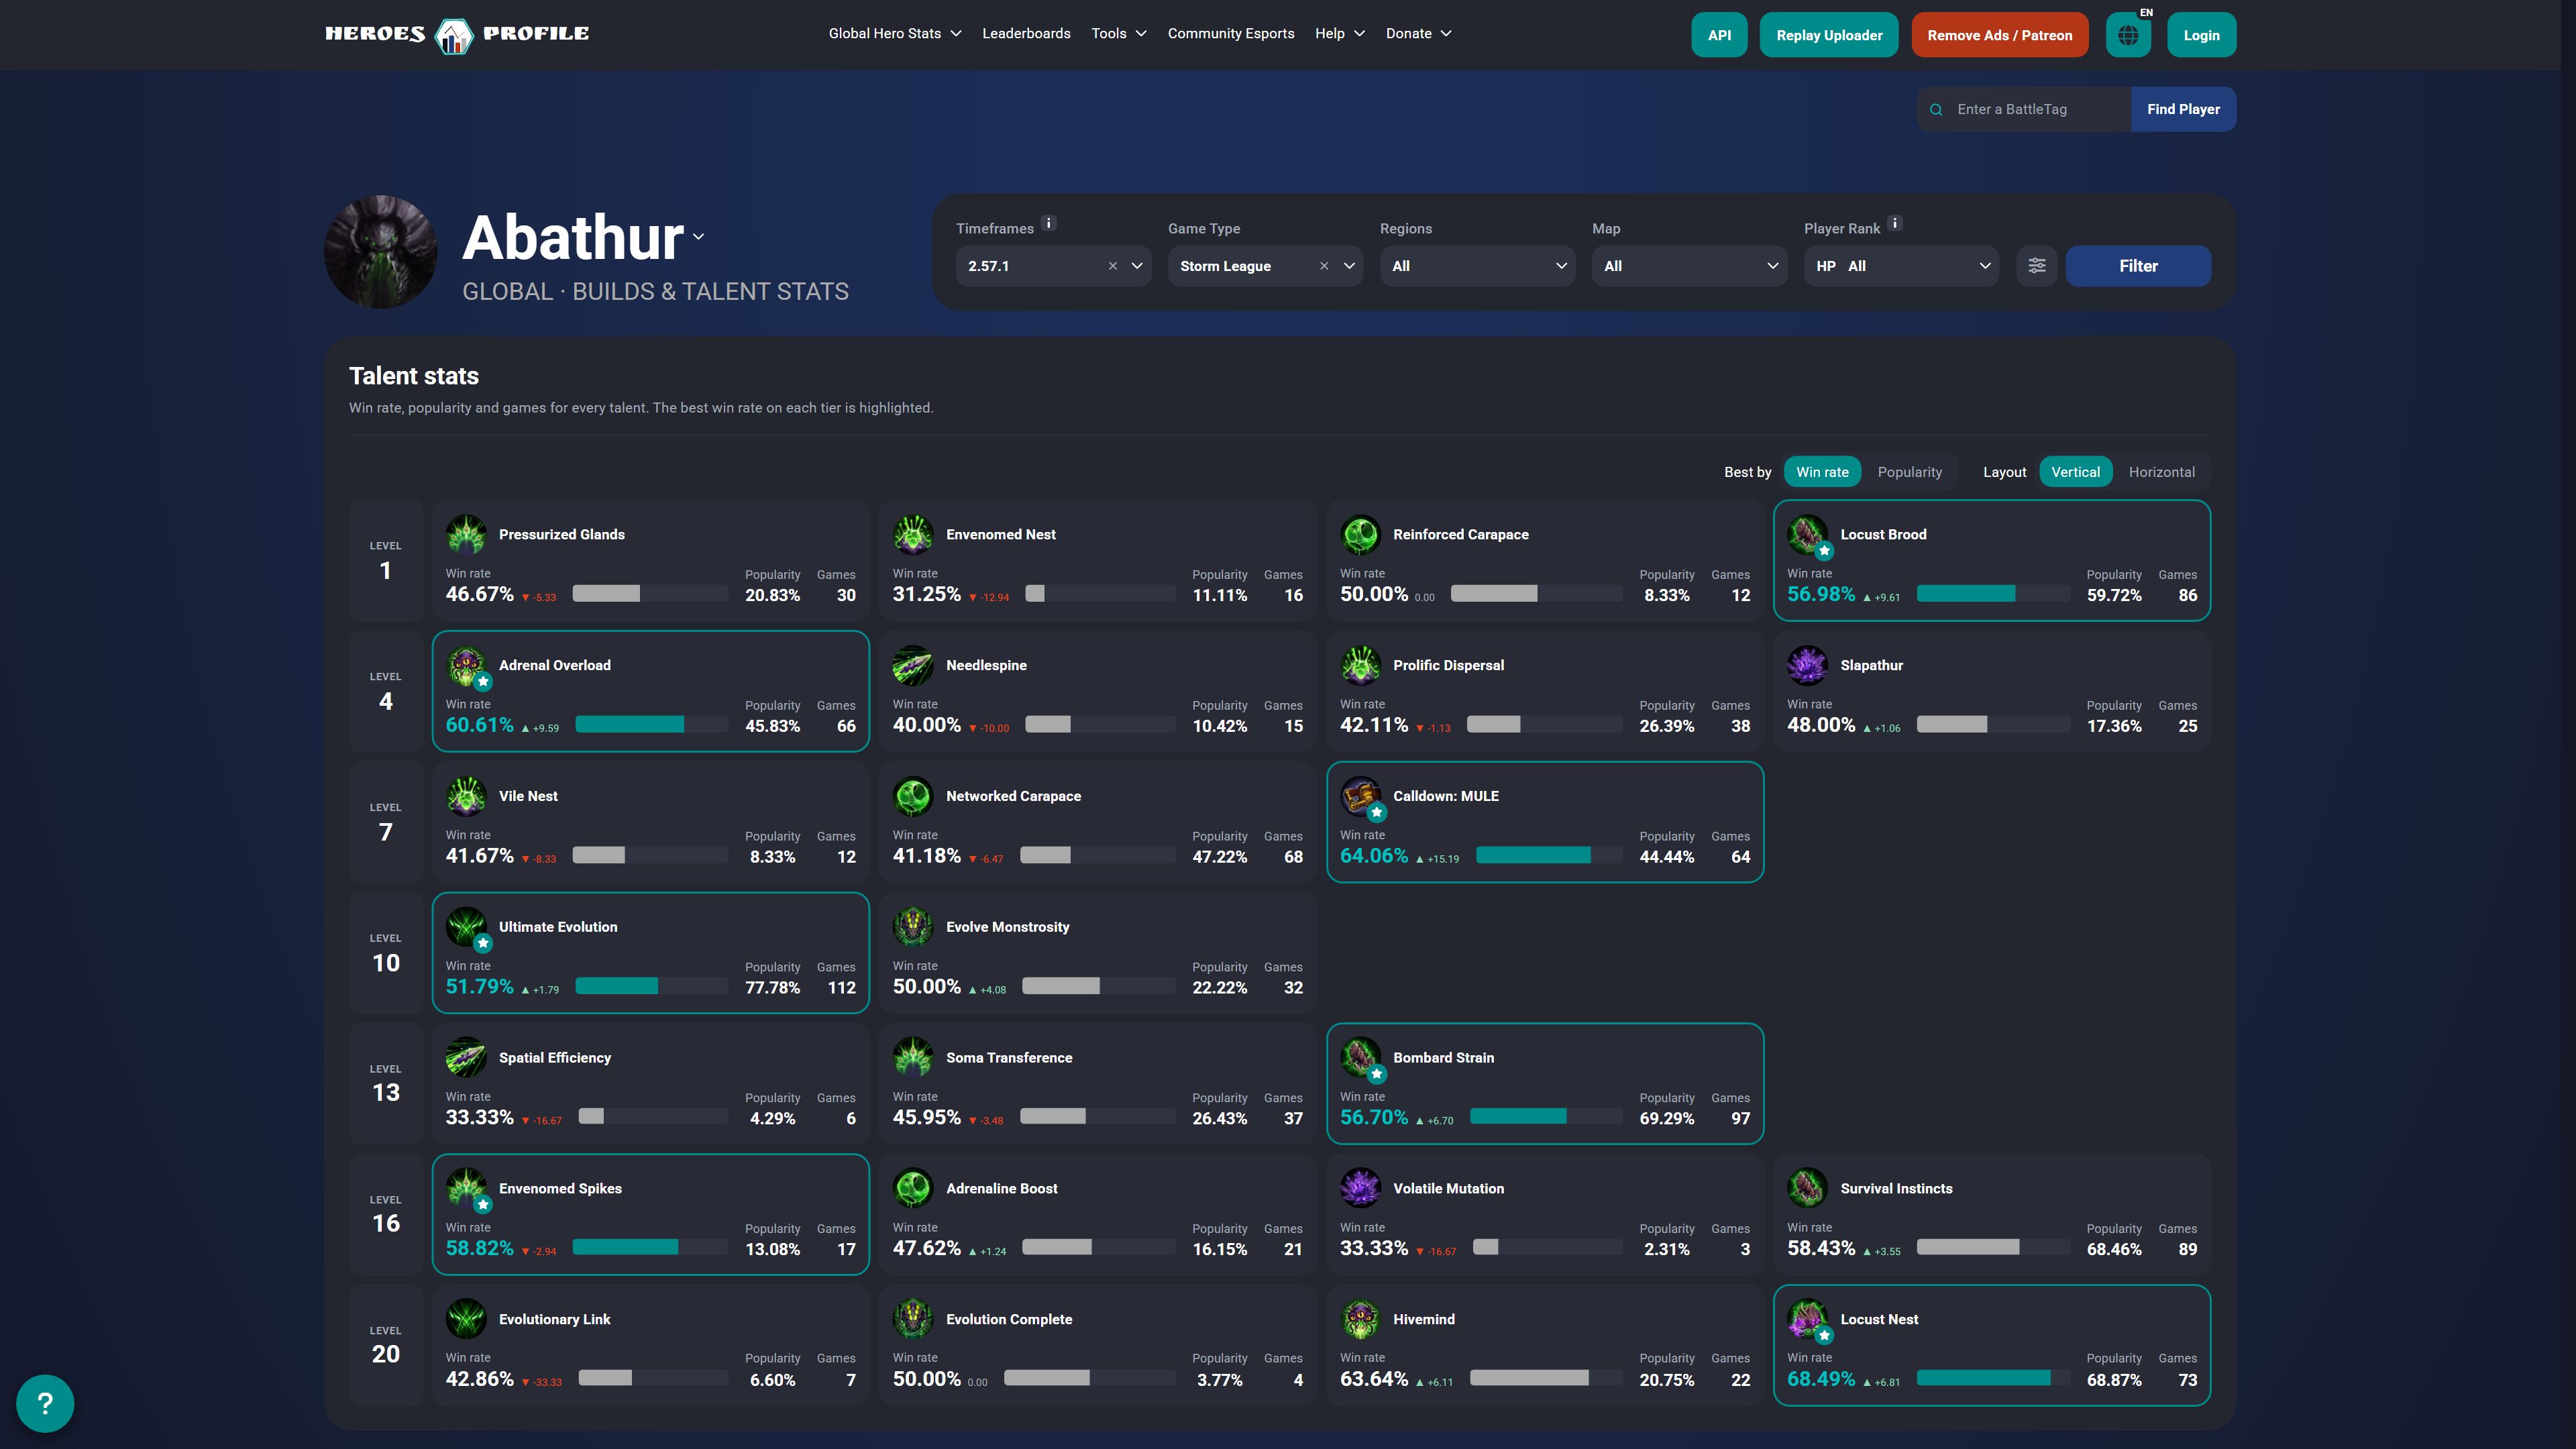 HEROES PROFILE
Global Hero Stats Leaderboards Tools Community Esports Help Donate
API Replay Uploader Remove Ads / Patreon EN Login
Enter a BattleTag Find Player
Abathur
GLOBAL · BUILDS & TALENT STATS
Timeframes i Game Type Regions Map Player Rank i
2.57.1 × Storm League × All All HP All Filter
Talent stats
Win rate, popularity and games for every talent. The best win rate on each tier is highlighted.
Best by Win rate Popularity Layout Vertical Horizontal
LEVEL
1
Pressurized Glands
Win rate Popularity Games
46.67% ▼ -5.33 20.83% 30
Envenomed Nest
Win rate Popularity Games
31.25% ▼ -12.94 11.11% 16
Reinforced Carapace
Win rate Popularity Games
50.00% 0.00 8.33% 12
Locust Brood
Win rate Popularity Games
56.98% ▲ +9.61 59.72% 86
LEVEL
4
Adrenal Overload
Win rate Popularity Games
60.61% ▲ +9.59 45.83% 66
Needlespine
Win rate Popularity Games
40.00% ▼ -10.00 10.42% 15
Prolific Dispersal
Win rate Popularity Games
42.11% ▼ -1.13 26.39% 38
Slapathur
Win rate Popularity Games
48.00% ▲ +1.06 17.36% 25
LEVEL
7
Vile Nest
Win rate Popularity Games
41.67% ▼ -8.33 8.33% 12
Networked Carapace
Win rate Popularity Games
41.18% ▼ -6.47 47.22% 68
Calldown: MULE
Win rate Popularity Games
64.06% ▲ +15.19 44.44% 64
LEVEL
10
Ultimate Evolution
Win rate Popularity Games
51.79% ▲ +1.79 77.78% 112
Evolve Monstrosity
Win rate Popularity Games
50.00% ▲ +4.08 22.22% 32
LEVEL
13
Spatial Efficiency
Win rate Popularity Games
33.33% ▼ -16.67 4.29% 6
Soma Transference
Win rate Popularity Games
45.95% ▼ -3.48 26.43% 37
Bombard Strain
Win rate Popularity Games
56.70% ▲ +6.70 69.29% 97
LEVEL
16
Envenomed Spikes
Win rate Popularity Games
58.82% ▼ -2.94 13.08% 17
Adrenaline Boost
Win rate Popularity Games
47.62% ▲ +1.24 16.15% 21
Volatile Mutation
Win rate Popularity Games
33.33% ▼ -16.67 2.31% 3
Survival Instincts
Win rate Popularity Games
58.43% ▲ +3.55 68.46% 89
LEVEL
20
Evolutionary Link
Win rate Popularity Games
42.86% ▼ -33.33 6.60% 7
Evolution Complete
Win rate Popularity Games
50.00% 0.00 3.77% 4
Hivemind
Win rate Popularity Games
63.64% ▲ +6.11 20.75% 22
Locust Nest
Win rate Popularity Games
68.49% ▲ +6.81 68.87% 73
?